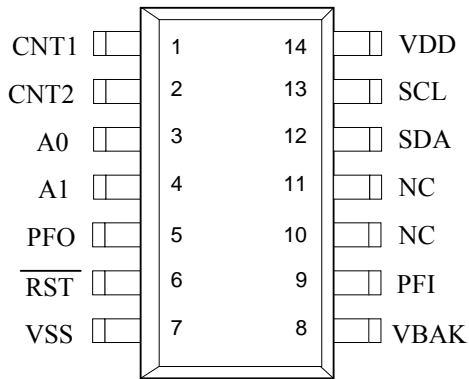 CNT1 1 14 VDD
CNT2 2 13 SCL
A0 3 12 SDA
A1 4 11 NC
PFO 5 10 NC
RST 6 9 PFI
VSS 7 8 VBAK